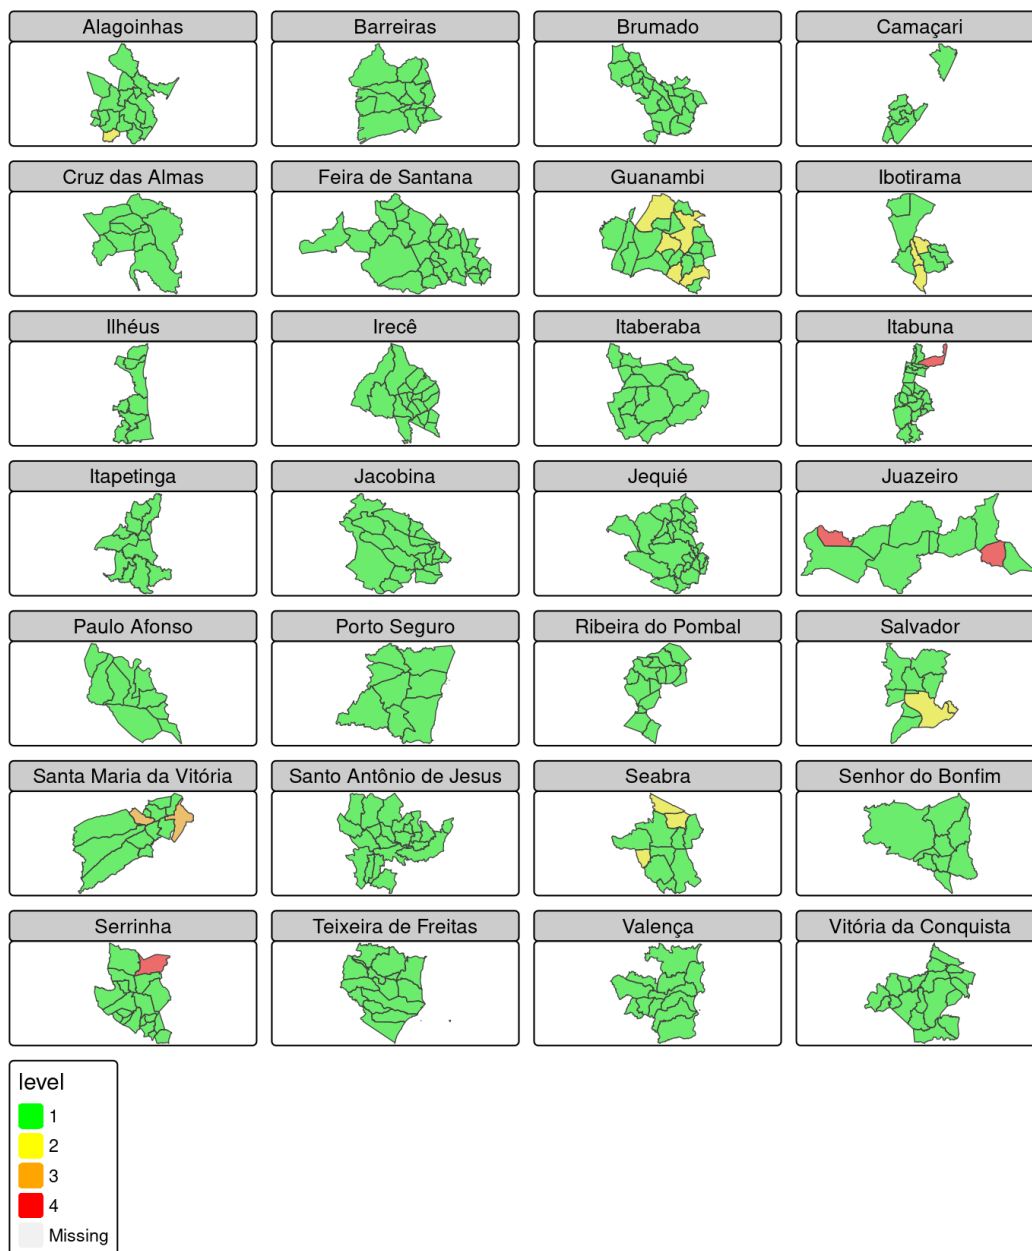 Alagoinhas
Barreiras
Brumado
Camaçari
Cruz das Almas
Feira de Santana
Guanambi
Ibotirama
Ilhéus
Irecê
Itaberaba
Itabuna
Itapetinga
Jacobina
Jequié
Juazeiro
Paulo Afonso
Porto Seguro
Ribeira do Pombal
Salvador
Santa Maria da Vitória
Santo Antônio de Jesus
Seabra
Senhor do Bonfim
Serrinha
Teixeira de Freitas
Valença
Vitória da Conquista
level
1
2
3
4
Missing